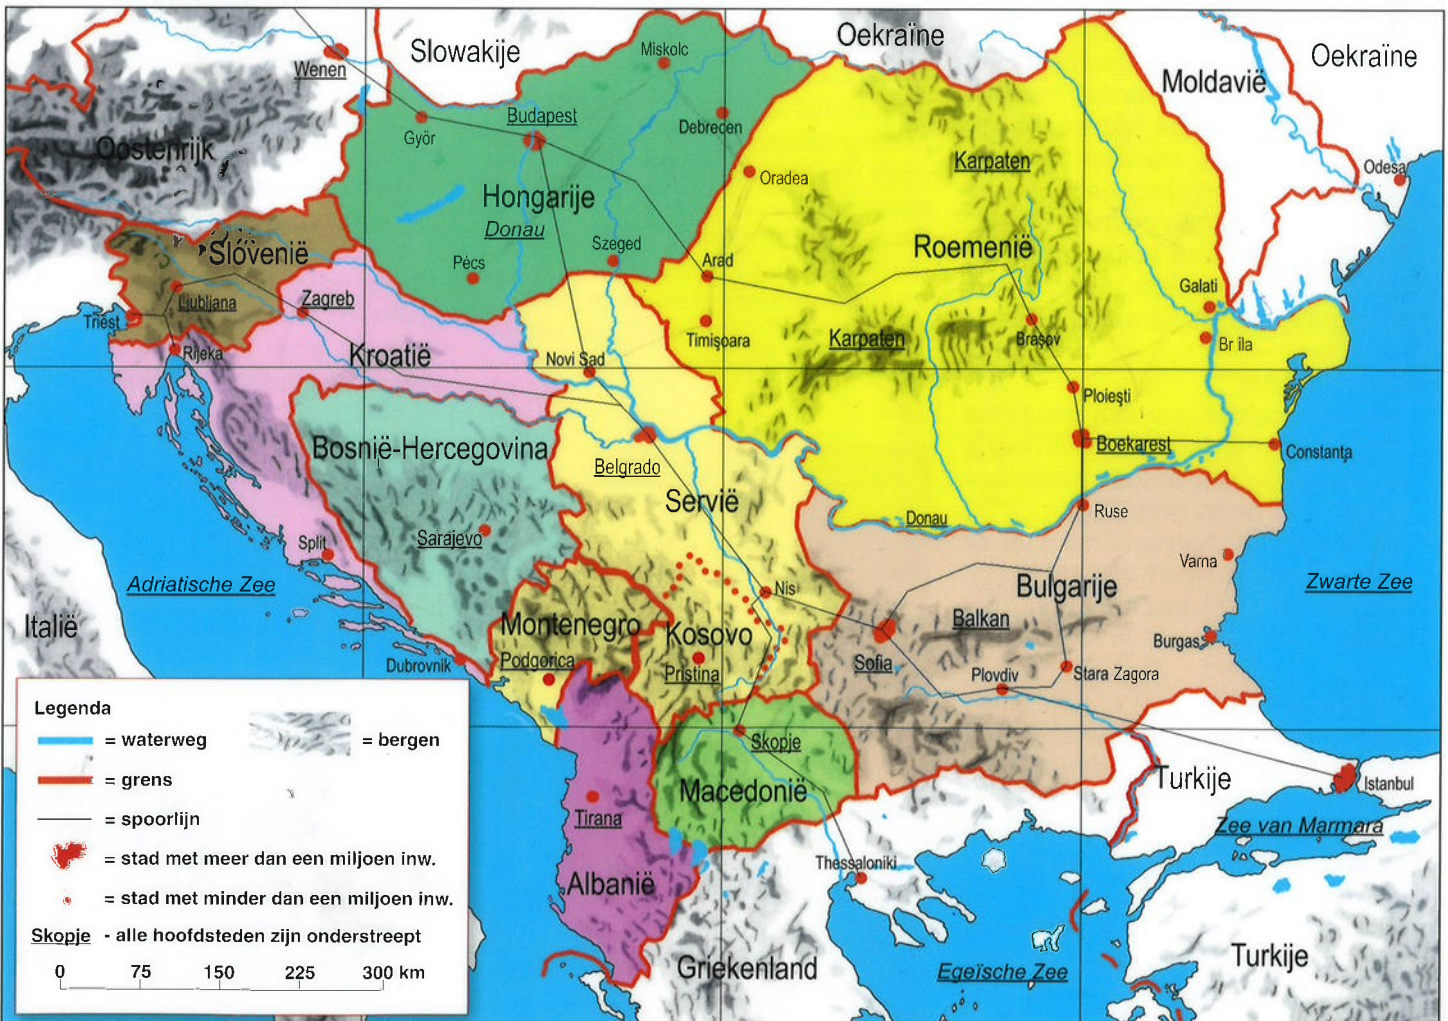 Oekraïne
Slowakije
Miskolc
Oekraïne
Wenen
Moldavië
Budapest
Györ
Debrecen
Oostenrijk
Karpaten
Odesa
Oradea
Hongarije
Donau
Slovenië
Szeged
Roemenië
Pécs
Arad
Ljubljana
Zagreb
Galati
Triest
Timişoara
Karpaten
Braşov
Br ila
Rijeka
Kroatië
Novi Sad
Ploieşti
Bosnië-Hercegovina
Boekarest
Constanţa
Belgrado
Servië
Donau
Ruse
Split
Sarajevo
Varna
Adriatische Zee
Nis
Bulgarije
Zwarte Zee
Italië
Montenegro
Kosovo
Balkan
Burgas
Dubrovnik
Podgorica
Pristina
Sofia
Plovdiv
Stara Zagora
Legenda
= waterweg
= bergen
= grens
= spoorlijn
= stad met meer dan een miljoen inw.
= stad met minder dan een miljoen inw.
Skopje - alle hoofdsteden zijn onderstreept
0 75 150 225 300 km
Skopje
Macedonië
Turkije
Istanbul
Tirana
Zee van Marmara
Thessaloniki
Albanië
Griekenland
Egeïsche Zee
Turkije